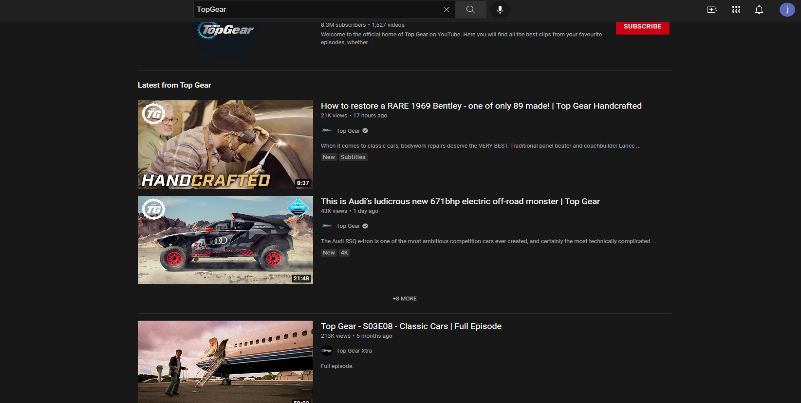 TopGear
j
TopGear
8.3M subscribers • 1,527 videos
Welcome to the official home of Top Gear on YouTube. Here you will find all the best clips from your favourite
episodes, whether
SUBSCRIBE
Latest from Top Gear
TG
HANDCRAFTED
8:37
How to restore a RARE 1969 Bentley - one of only 89 made! | Top Gear Handcrafted
21K views • 17 hours ago
Top Gear
When it comes to classic cars, bodywork repairs deserve the VERY BEST. Traditional panel beater and coachbuilder Lance ...
New Subtitles
TG
21:48
This is Audi's ludicrous new 671bhp electric off-road monster | Top Gear
43K views • 1 day ago
Top Gear
The Audi RSQ e-tron is one of the most ambitious competition cars ever created, and certainly the most technically complicated ...
New 4K
+8 MORE
Top Gear - S03E08 - Classic Cars | Full Episode
213K views • 5 months ago
Top Gear Xtra
Full episode.